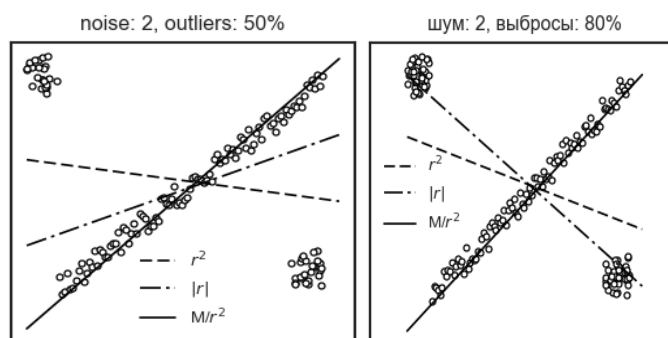 noise: 2, outliers: 50%
r²
|r|
M/r²
шум: 2, выбросы: 80%
r²
|r|
M/r²